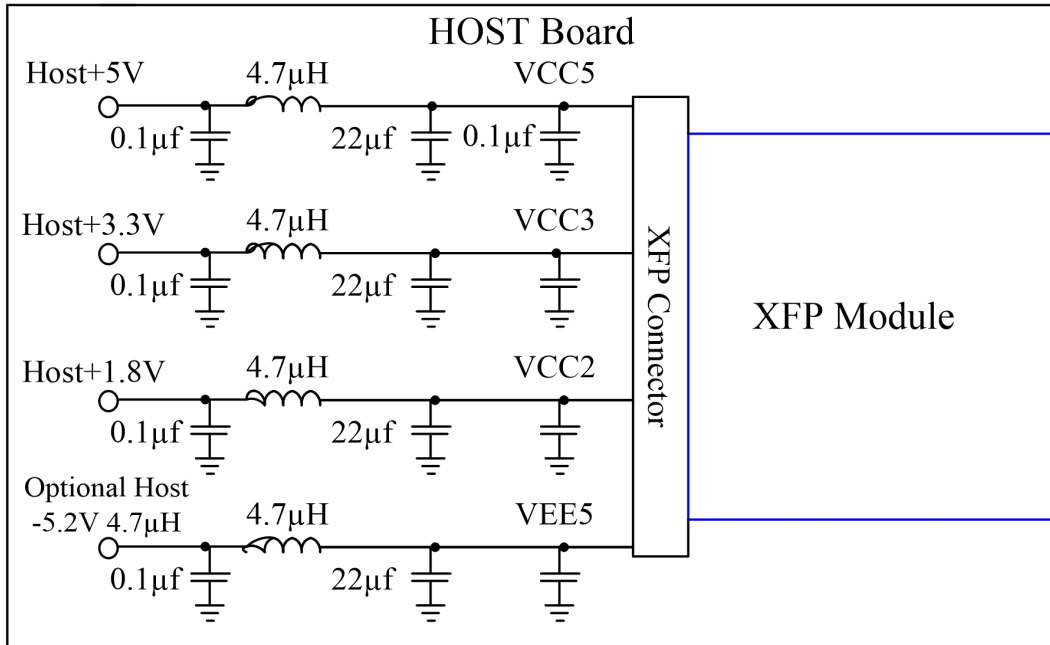 HOST Board
Host+5V
4.7µH
VCC5
0.1µf
22µf
0.1µf
Host+3.3V
4.7µH
VCC3
0.1µf
22µf
Host+1.8V
4.7µH
VCC2
0.1µf
22µf
Optional Host
-5.2V 4.7µH
4.7µH
VEE5
0.1µf
22µf
XFP Connector
XFP Module